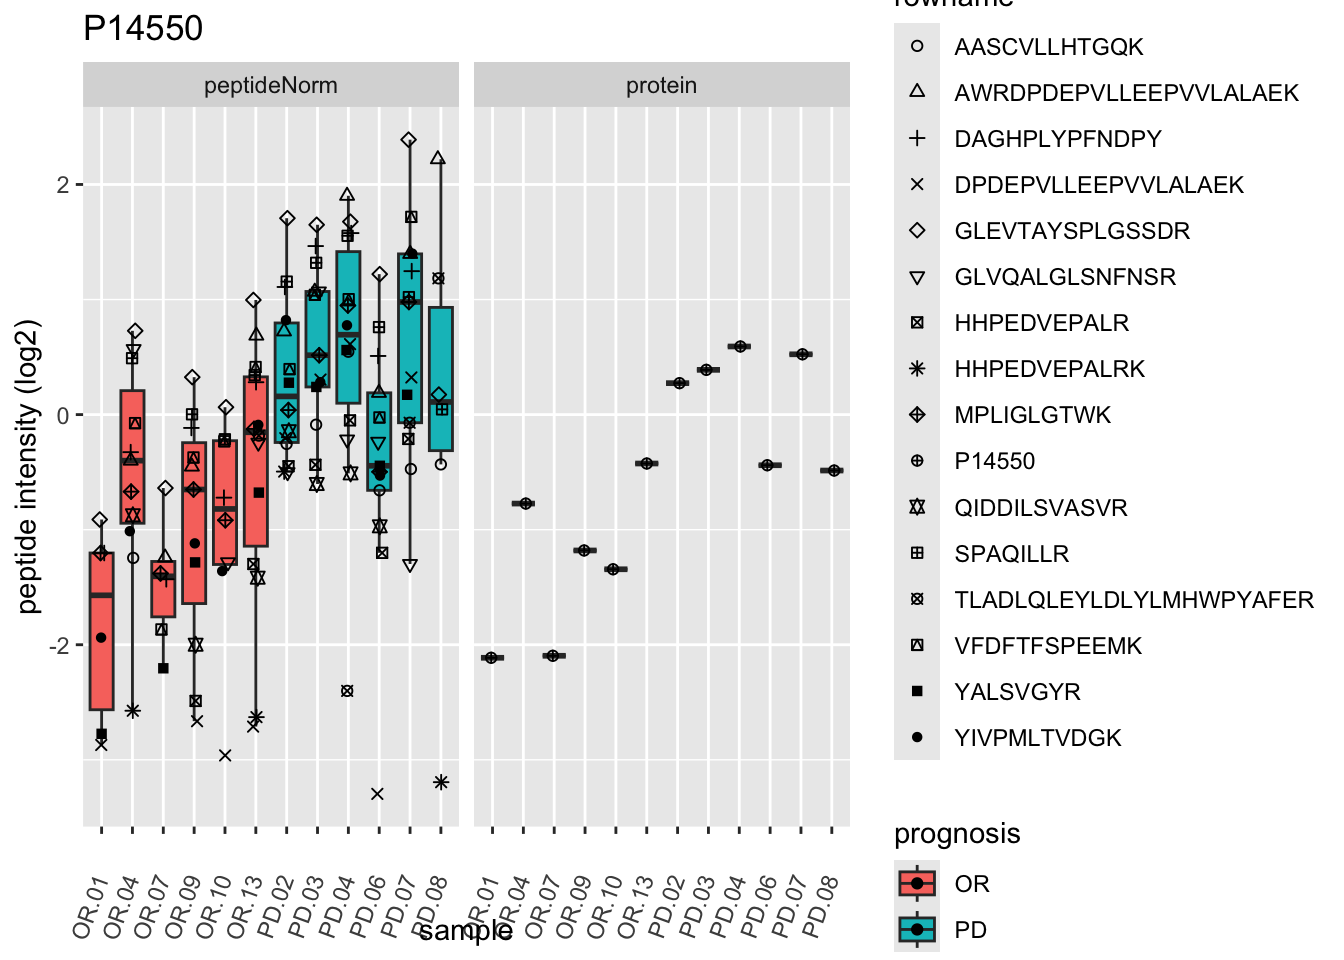 P14550
peptideNorm
protein
peptide intensity (log2)
2
0
-2
OR.01
OR.04
OR.07
OR.09
OR.10
OR.13
PD.02
PD.03
PD.04
PD.06
PD.07
PD.08
OR.01
OR.04
OR.07
OR.09
OR.10
OR.13
PD.02
PD.03
PD.04
PD.06
PD.07
PD.08
sample
rowname
AASCVLLHTGQK
AWRDPDEPVLLEEPVVLALAEK
DAGHPLYPFNDPY
DPDEPVLLEEPVVLALAEK
GLEVTAYSPLGSSDR
GLVQALGLSNFNSR
HHPEDVEPALR
HHPEDVEPALRK
MPLIGLGTWK
P14550
QIDDILSVASVR
SPAQILLR
TLADLQLEYLDLYLMHWPYAFER
VFDFTFSPEEMK
YALSVGYR
YIVPMLTVDGK
prognosis
OR
PD